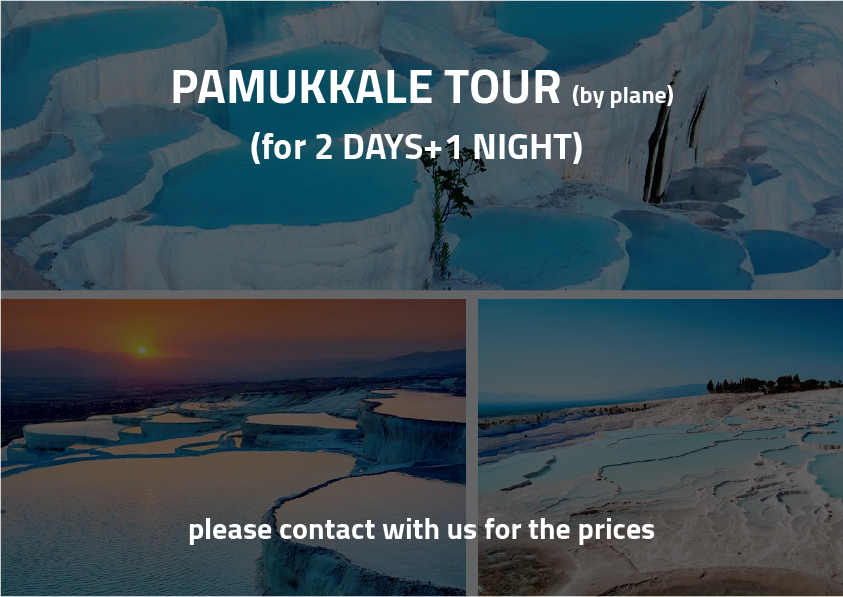 PAMUKKALE TOUR (by plane)
(for 2 DAYS+1 NIGHT)
please contact with us for the prices